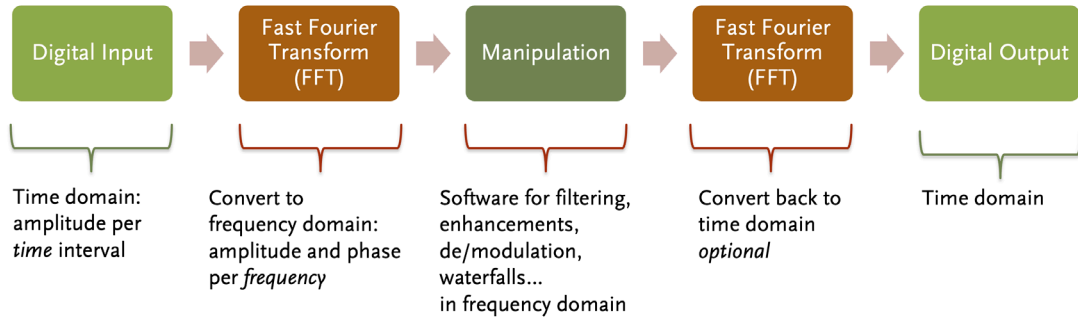 Digital Input
Fast Fourier
Transform
(FFT)
Manipulation
Fast Fourier
Transform
(FFT)
Digital Output
Time domain:
amplitude per
time interval
Convert to
frequency domain:
amplitude and phase
per frequency
Software for filtering,
enhancements,
de/modulation,
waterfalls...
in frequency domain
Convert back to
time domain
optional
Time domain